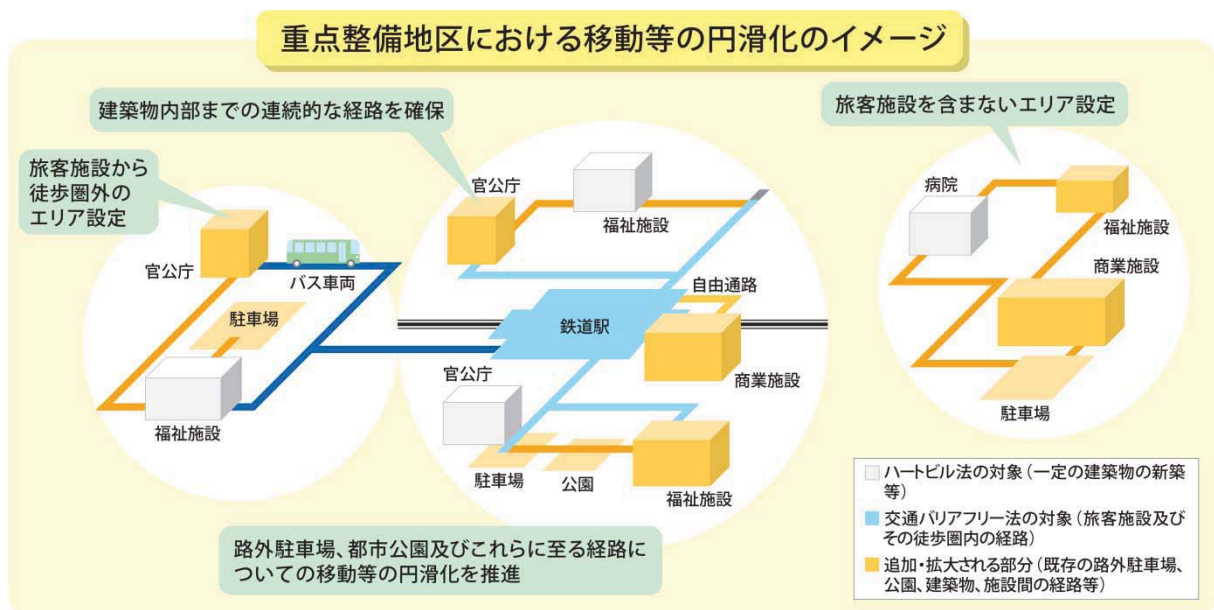 重点整備地区における移動等の円滑化のイメージ
建築物内部までの連続的な経路を確保
旅客施設を含まないエリア設定
旅客施設から
徒歩圏外の
エリア設定
官公庁
バス車両
駐車場
福祉施設
官公庁
福祉施設
自由通路
鉄道駅
商業施設
官公庁
駐車場
公園
福祉施設
病院
福祉施設
商業施設
駐車場
路外駐車場、都市公園及びこれらに至る経路に
ついての移動等の円滑化を推進
ハートビル法の対象(一定の建築物の新築
等)
交通バリアフリー法の対象(旅客施設及び
その徒歩圏内の経路)
追加・拡大される部分(既存の路外駐車場、
公園、建築物、施設間の経路等)